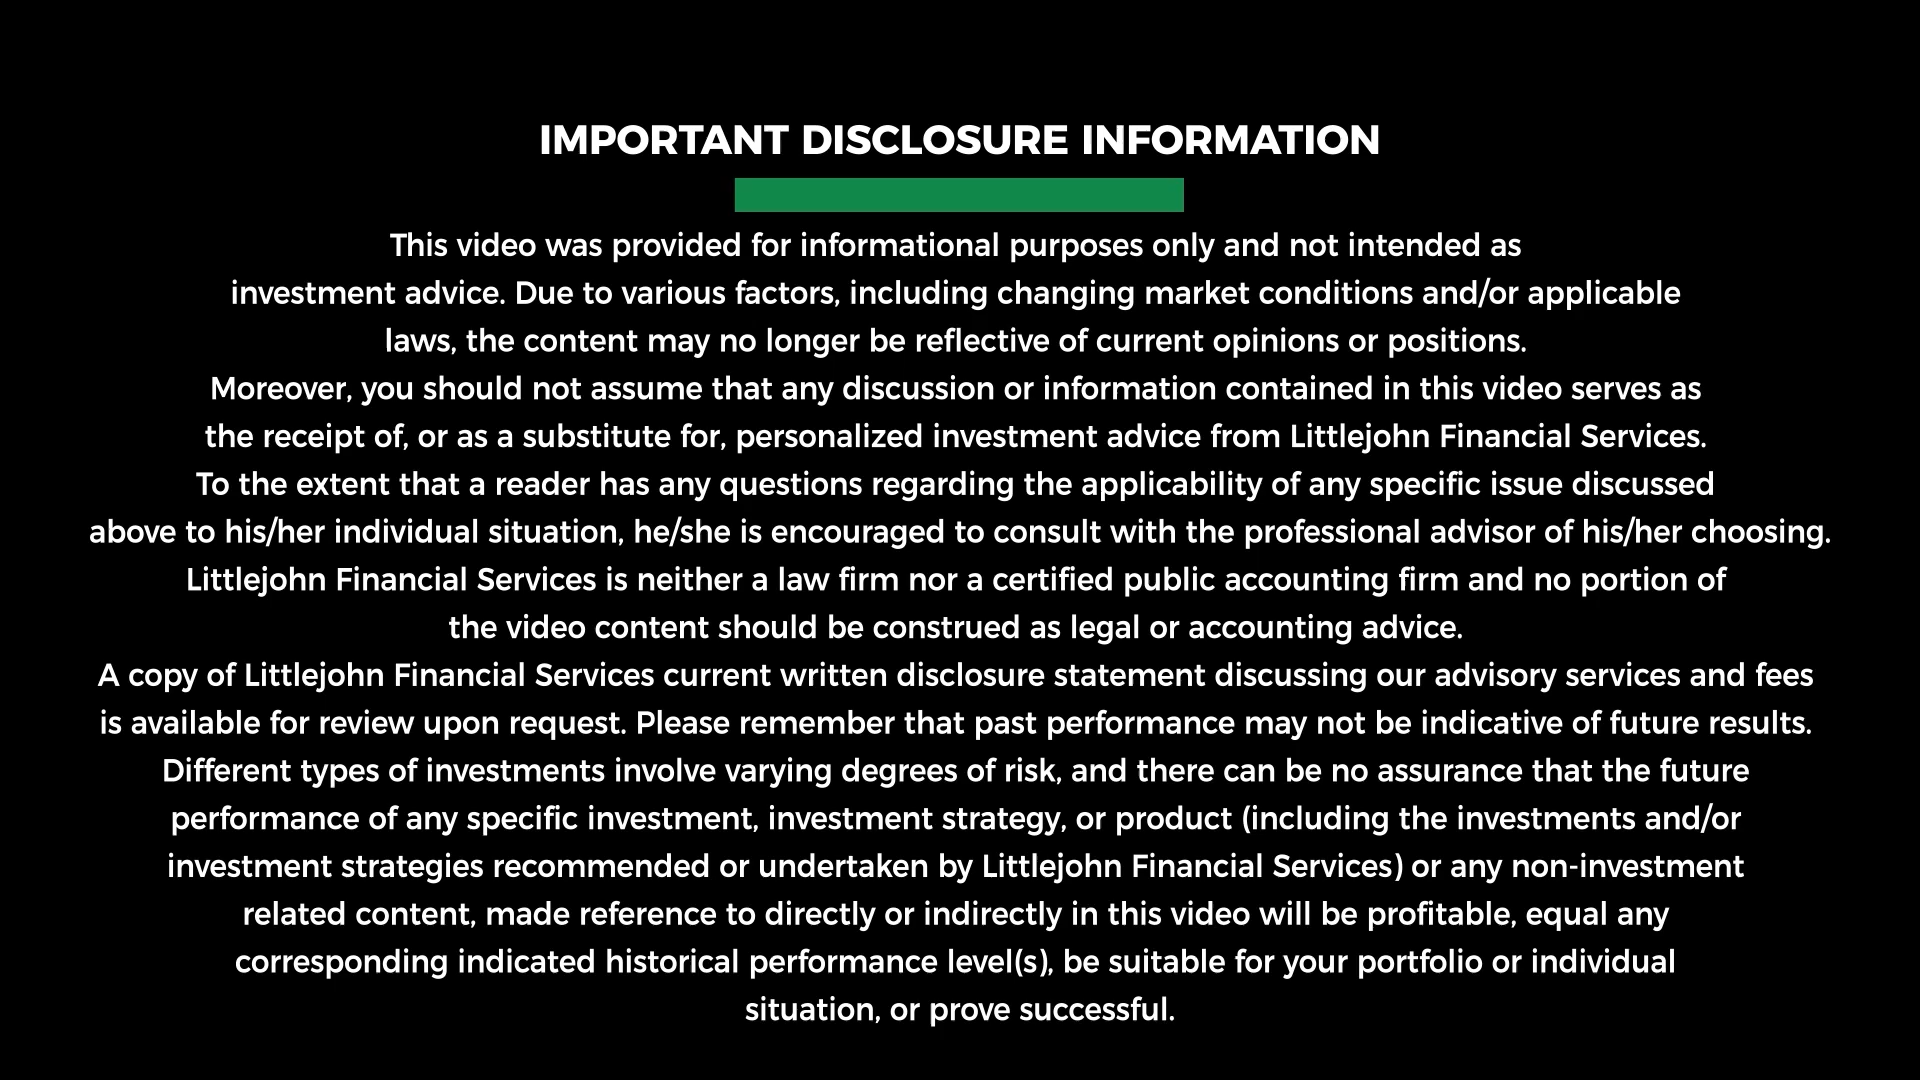 IMPORTANT DISCLOSURE INFORMATION
This video was provided for informational purposes only and not intended as
investment advice. Due to various factors, including changing market conditions and/or applicable
laws, the content may no longer be reflective of current opinions or positions.
Moreover, you should not assume that any discussion or information contained in this video serves as
the receipt of, or as a substitute for, personalized investment advice from Littlejohn Financial Services.
To the extent that a reader has any questions regarding the applicability of any specific issue discussed
above to his/her individual situation, he/she is encouraged to consult with the professional advisor of his/her choosing.
Littlejohn Financial Services is neither a law firm nor a certified public accounting firm and no portion of
the video content should be construed as legal or accounting advice.
A copy of Littlejohn Financial Services current written disclosure statement discussing our advisory services and fees
is available for review upon request. Please remember that past performance may not be indicative of future results.
Different types of investments involve varying degrees of risk, and there can be no assurance that the future
performance of any specific investment, investment strategy, or product (including the investments and/or
investment strategies recommended or undertaken by Littlejohn Financial Services) or any non-investment
related content, made reference to directly or indirectly in this video will be profitable, equal any
corresponding indicated historical performance level(s), be suitable for your portfolio or individual
situation, or prove successful.